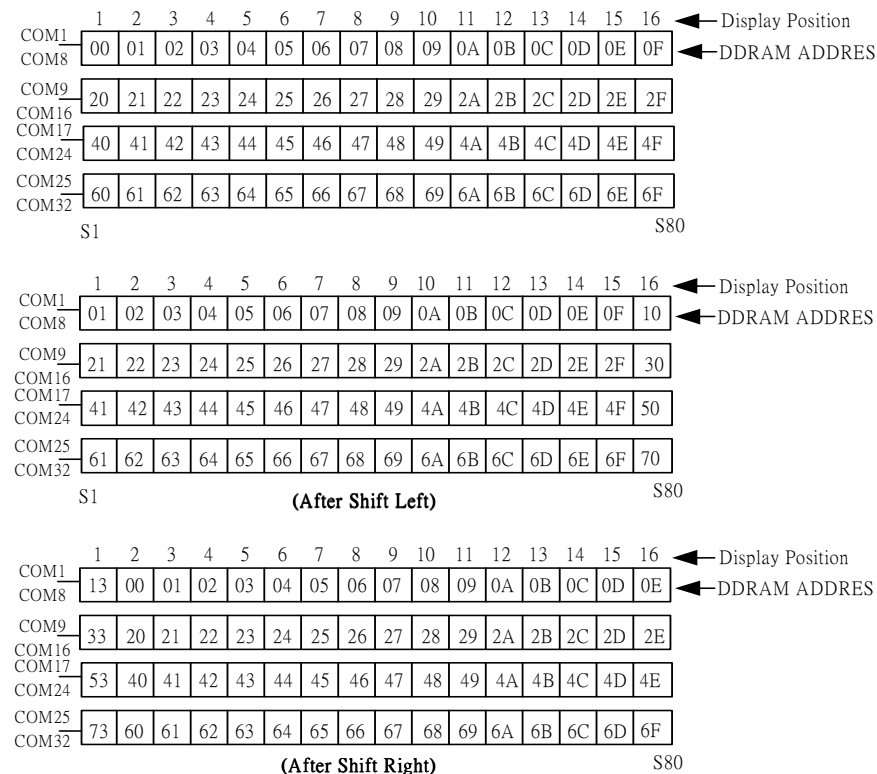 1 2 3 4 5 6 7 8 9 10 11 12 13 14 15 16 Display Position
COM1
COM8
00 01 02 03 04 05 06 07 08 09 0A 0B 0C 0D 0E 0F DDRAM ADDRES
COM9
COM16
20 21 22 23 24 25 26 27 28 29 2A 2B 2C 2D 2E 2F
COM17
COM24
40 41 42 43 44 45 46 47 48 49 4A 4B 4C 4D 4E 4F
COM25
COM32
60 61 62 63 64 65 66 67 68 69 6A 6B 6C 6D 6E 6F
S1 S80
1 2 3 4 5 6 7 8 9 10 11 12 13 14 15 16 Display Position
COM1
COM8
01 02 03 04 05 06 07 08 09 0A 0B 0C 0D 0E 0F 10 DDRAM ADDRES
COM9
COM16
21 22 23 24 25 26 27 28 29 2A 2B 2C 2D 2E 2F 30
COM17
COM24
41 42 43 44 45 46 47 48 49 4A 4B 4C 4D 4E 4F 50
COM25
COM32
61 62 63 64 65 66 67 68 69 6A 6B 6C 6D 6E 6F 70
S1 (After Shift Left) S80
1 2 3 4 5 6 7 8 9 10 11 12 13 14 15 16 Display Position
COM1
COM8
13 00 01 02 03 04 05 06 07 08 09 0A 0B 0C 0D 0E DDRAM ADDRES
COM9
COM16
33 20 21 22 23 24 25 26 27 28 29 2A 2B 2C 2D 2E
COM17
COM24
53 40 41 42 43 44 45 46 47 48 49 4A 4B 4C 4D 4E
COM25
COM32
73 60 61 62 63 64 65 66 67 68 69 6A 6B 6C 6D 6F
(After Shift Right) S80